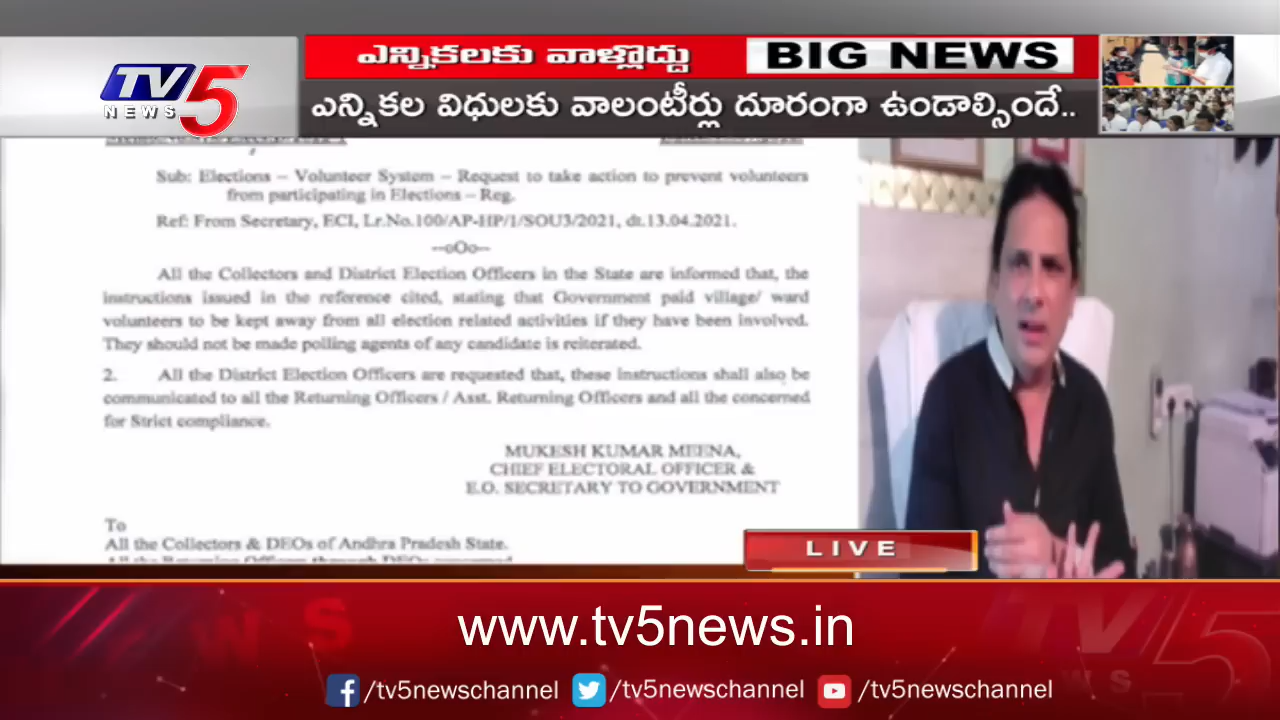 TV5
NEWS
ఎన్నికలకు వాళ్లొద్దు
BIG NEWS
ఎన్నికల విధులకు వాలంటీర్లు దూరంగా ఉండాల్సిందే..
Sub: Elections – Volunteer System – Request to take action to prevent volunteers
from participating in Elections – Reg.
Ref: From Secretary, ECI, Lr.No.100/AP-HP/1/SOU3/2021, dt.13.04.2021.
--oOo--
All the Collectors and District Election Officers in the State are informed that, the
instructions issued in the reference cited, stating that Government paid village/ ward
volunteers to be kept away from all election related activities if they have been involved.
They should not be made polling agents of any candidate is reiterated.
2. All the District Election Officers are requested that, these instructions shall also be
communicated to all the Returning Officers / Asst. Returning Officers and all the concerned
for Strict compliance.
MUKESH KUMAR MEENA,
CHIEF ELECTORAL OFFICER &
E.O. SECRETARY TO GOVERNMENT
To
All the Collectors & DEOs of Andhra Pradesh State.
LIVE
www.tv5news.in
/tv5newschannel /tv5newschannel /tv5newschannel